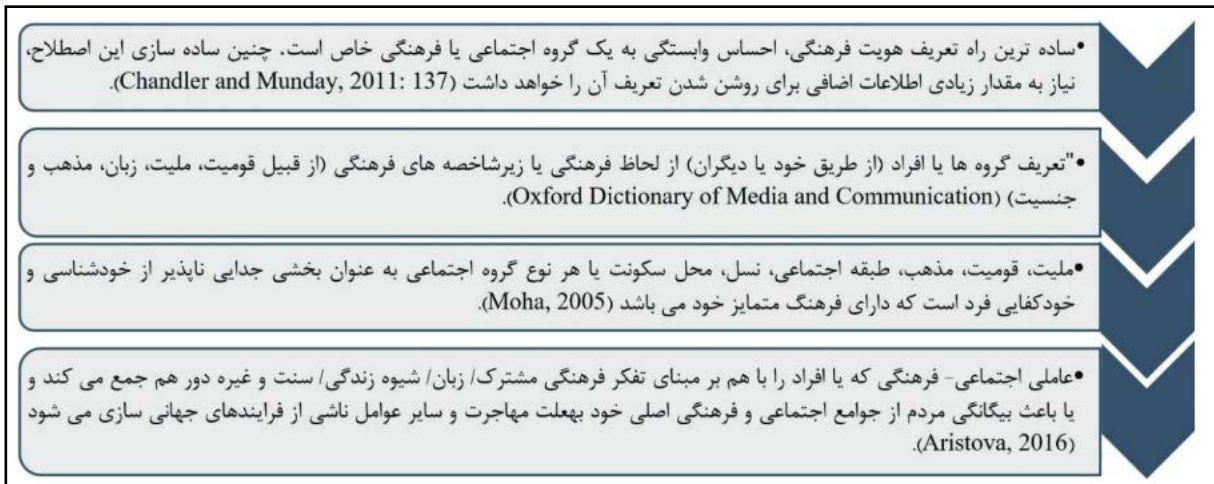 •ساده ترین راه تعریف هویت فرهنگی، احساس وابستگی به یک گروه اجتماعی یا فرهنگی خاص است. چنین ساده سازی این اصطلاح،
نیاز به مقدار زیادی اطلاعات اضافی برای روشن شدن تعریف آن را خواهد داشت (Chandler and Munday, 2011: 137).
•"تعریف گروه ها یا افراد (از طریق خود یا دیگران) از لحاظ فرهنگی یا زیرشاخصه های فرهنگی (از قبیل قومیت، ملیت، زبان، مذهب و
جنسیت) (Oxford Dictionary of Media and Communication).
•ملیت، قومیت، مذهب، طبقه اجتماعی، نسل، محل سکونت یا هر نوع گروه اجتماعی به عنوان بخشی جدایی ناپذیر از خودشناسی و
خودکفایی فرد است که دارای فرهنگ متمایز خود می باشد (Moha, 2005).
•عاملی اجتماعی- فرهنگی که یا افراد را با هم بر مبنای تفکر فرهنگی مشترک/ زبان/ شیوه زندگی/ سنت و غیره دور هم جمع می کند و
یا باعث بیگانگی مردم از جوامع اجتماعی و فرهنگی اصلی خود بهعلت مهاجرت و سایر عوامل ناشی از فرایندهای جهانی سازی می شود
(Aristova, 2016).